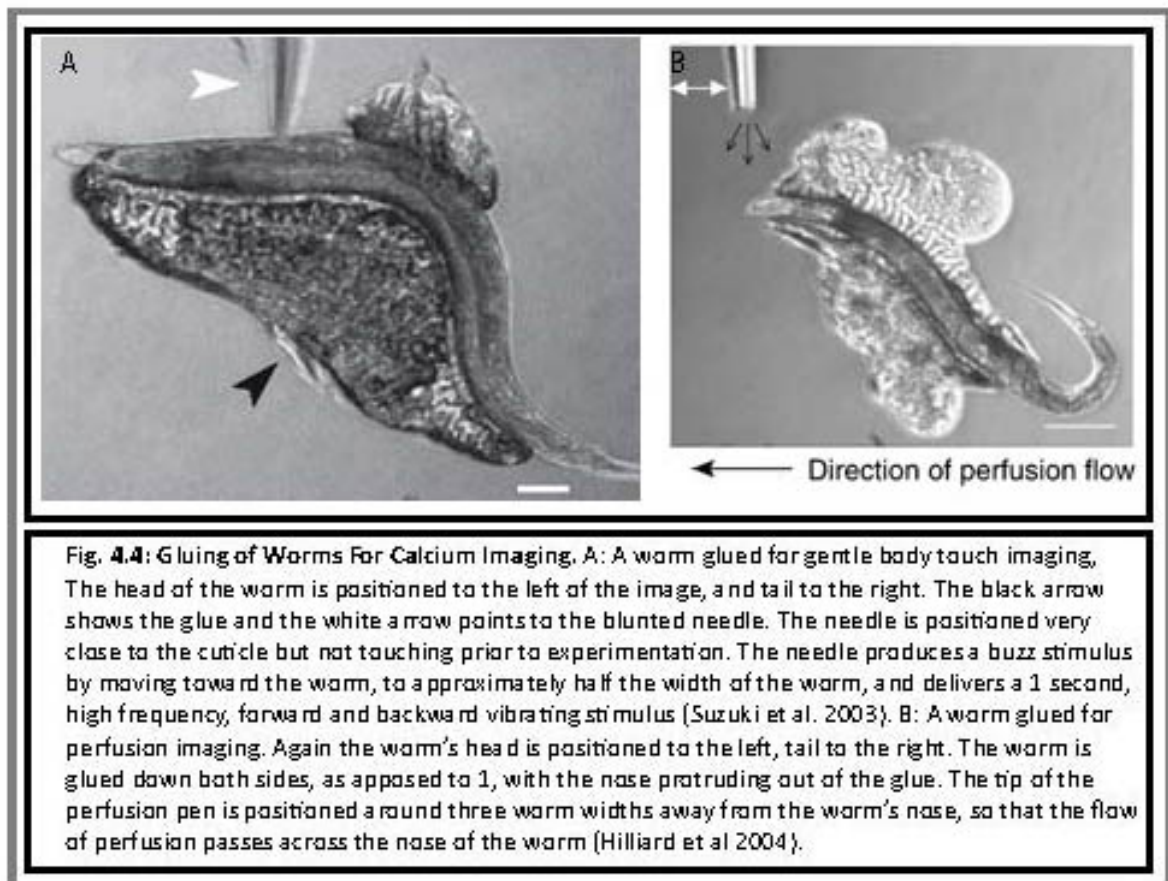 A
B
Direction of perfusion flow
Fig. 4.4: Gluing of Worms For Calcium Imaging. A: A worm glued for gentle body touch imaging,
The head of the worm is positioned to the left of the image, and tail to the right. The black arrow
shows the glue and the white arrow points to the blunted needle. The needle is positioned very
close to the cuticle but not touching prior to experimentation. The needle produces a buzz stimulus
by moving toward the worm, to approximately half the width of the worm, and delivers a 1 second,
high frequency, forward and backward vibrating stimulus (Suzuki et al. 2003). B: A worm glued for
perfusion imaging. Again the worm's head is positioned to the left, tail to the right. The worm is
glued down both sides, as apposed to 1, with the nose protruding out of the glue. The tip of the
perfusion pen is positioned around three worm widths away from the worm's nose, so that the flow
of perfusion passes across the nose of the worm (Hilliard et al 2004).